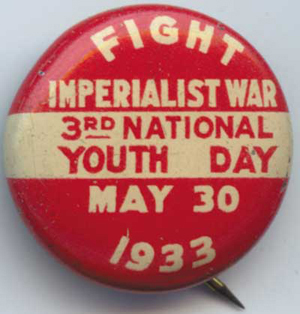 FIGHT
IMPERIALIST WAR
3RD NATIONAL
YOUTH DAY
MAY 30
1933